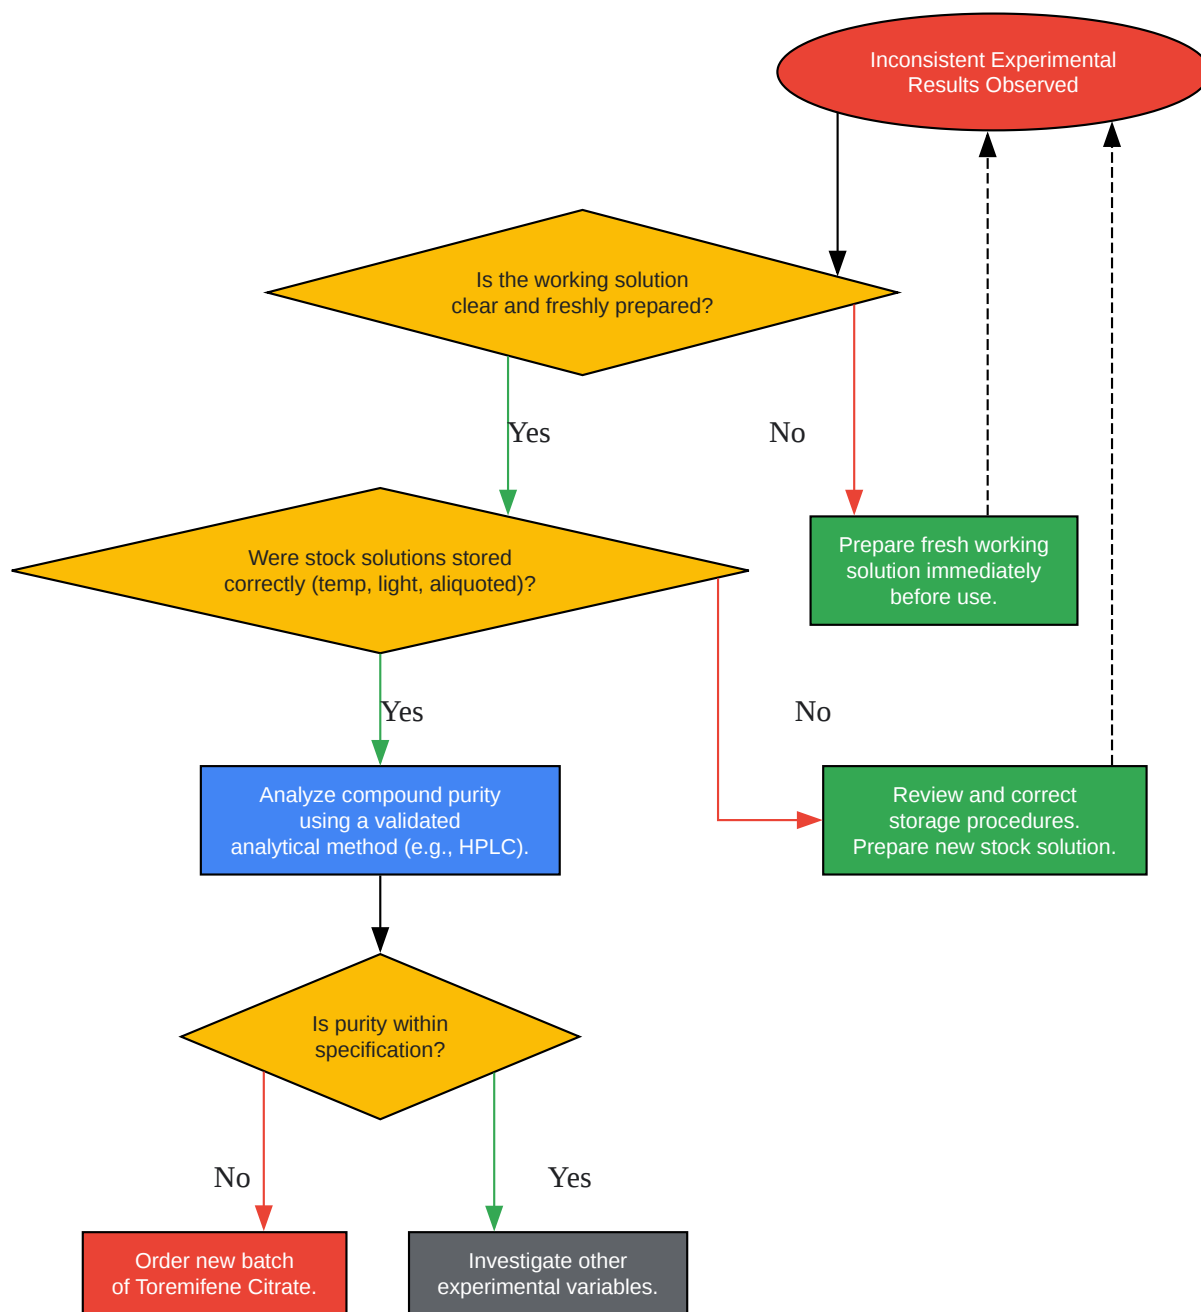 Inconsistent Experimental
Results Observed
Is the working solution
clear and freshly prepared?
Yes
No
Were stock solutions stored
correctly (temp, light, aliquoted)?
Prepare fresh working
solution immediately
before use.
Yes
No
Analyze compound purity
using a validated
analytical method (e.g., HPLC).
Review and correct
storage procedures.
Prepare new stock solution.
Is purity within
specification?
No
Yes
Order new batch
of Toremifene Citrate.
Investigate other
experimental variables.